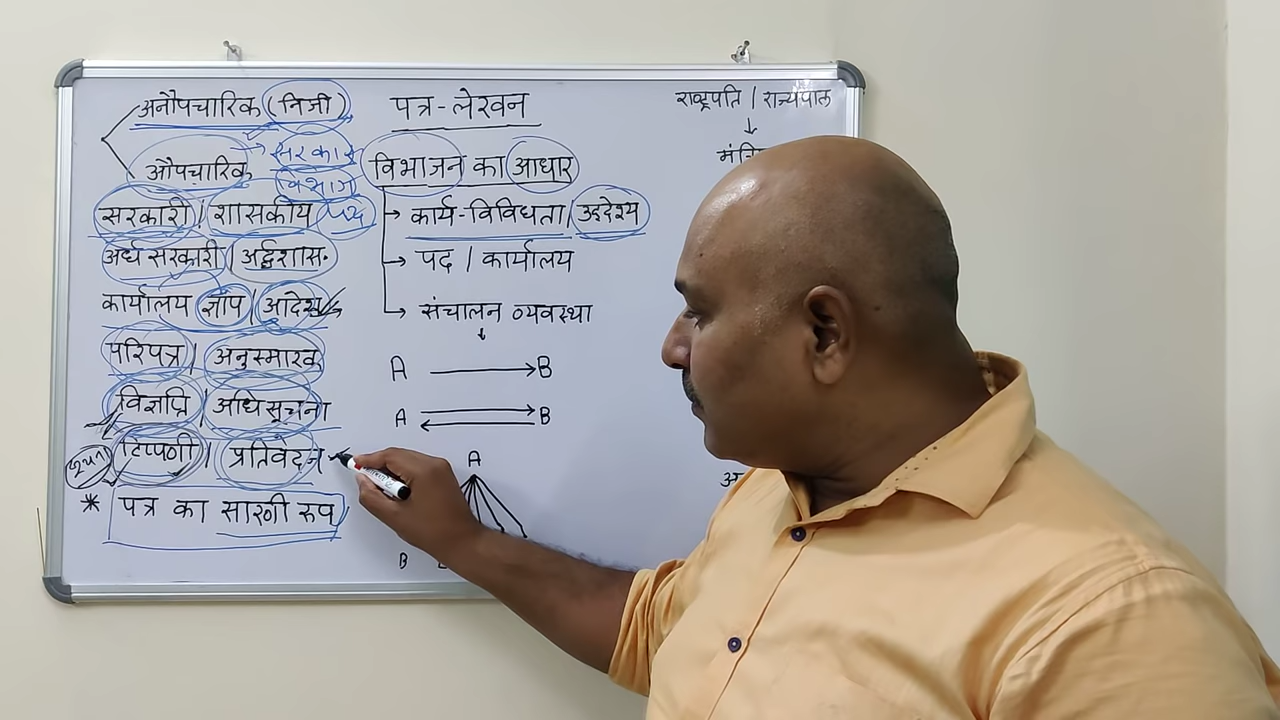 पत्र-लेखन
अनौपचारिक (निजी)
औपचारिक → सरकार
विभाग
सरकारी / शासकीय / पद
अर्ध सरकारी / अर्द्धशास.
कार्यालय ज्ञाप / आदेश
परिपत्र / अनुस्मारक
विज्ञप्ति / अधिसूचना
टिप्पणी / प्रतिवेदन
* पत्र का सारणी रुप
विभाजन का आधार
→ कार्य-विविधता / उद्देश्य
→ पद / कार्यालय
→ संचालन व्यवस्था
↓
A → B
A ⇄ B
A
B
राष्ट्रपति / राज्यपाल
↓